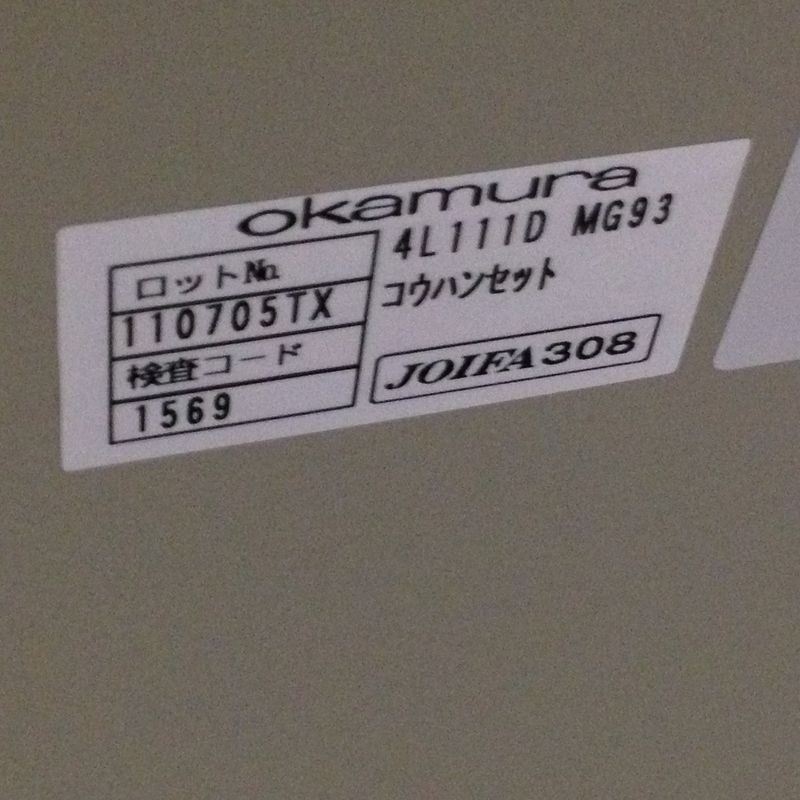 okamura
ロットNo.
110705TX
検査コード
1569
4L111D MG93
コウハンセット
JOIFA308